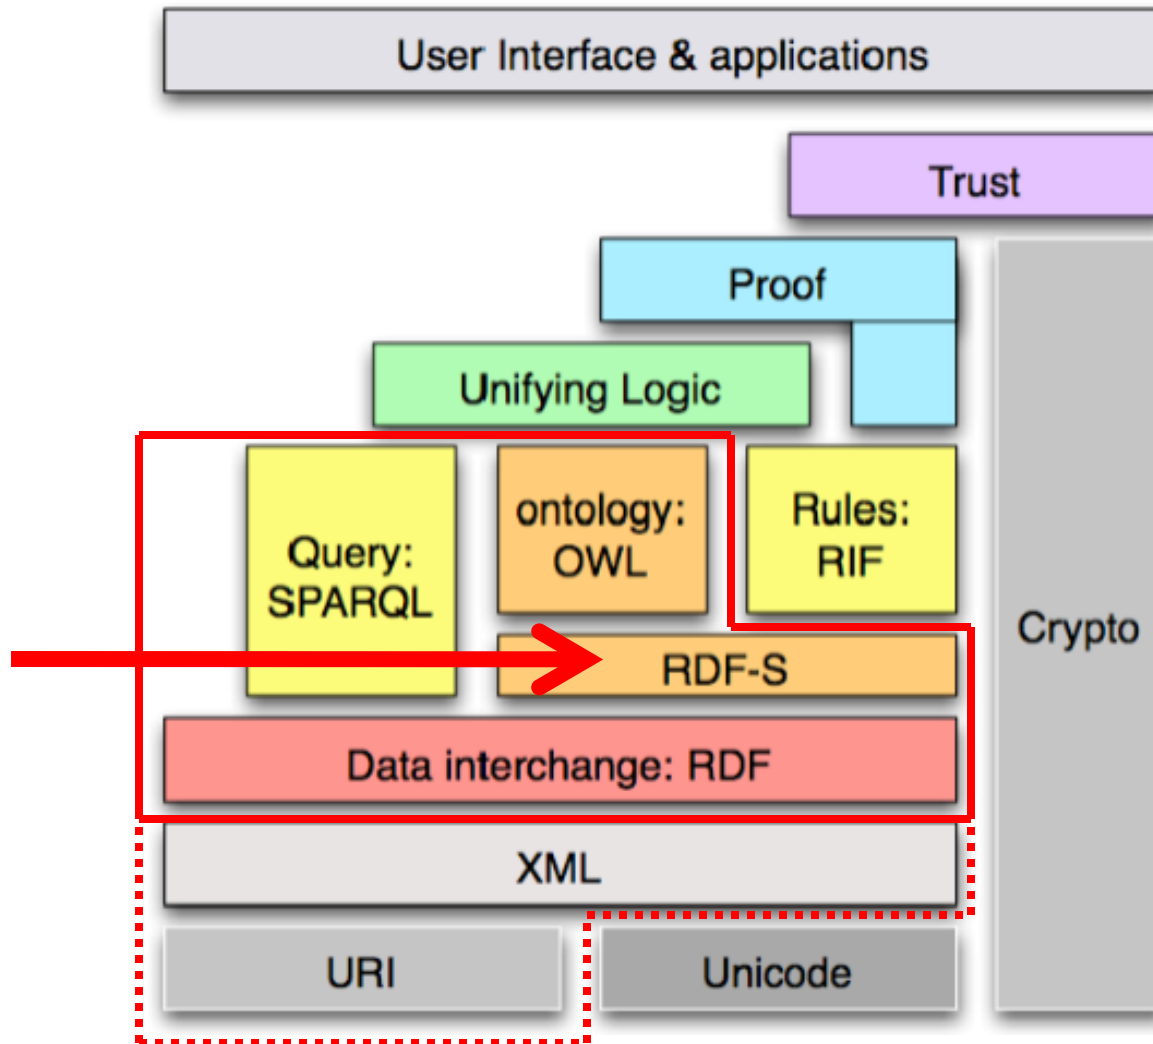 User Interface & applications
Trust
Proof
Unifying Logic
Query:
SPARQL
ontology:
OWL
Rules:
RIF
Crypto
RDF-S
Data interchange: RDF
XML
URI
Unicode